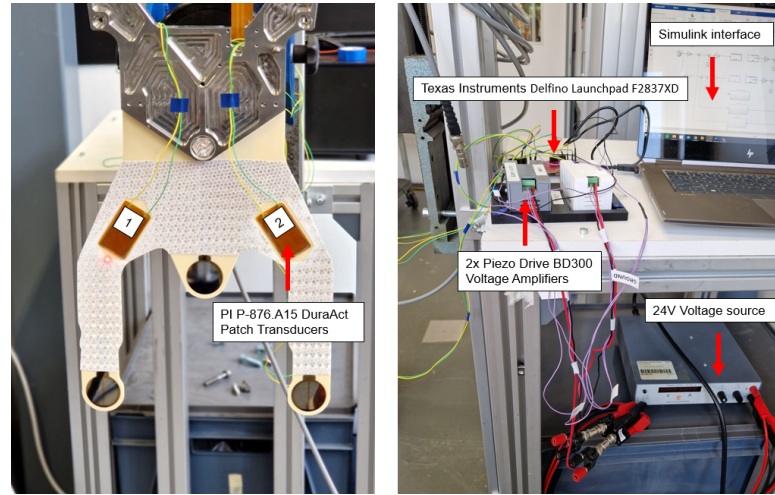 1
2
PI P-876.A15 DuraAct
Patch Transducers
Simulink interface
Texas Instruments Delfino Launchpad F2837XD
2x Piezo Drive BD300
Voltage Amplifiers
GROUND
24V Voltage source